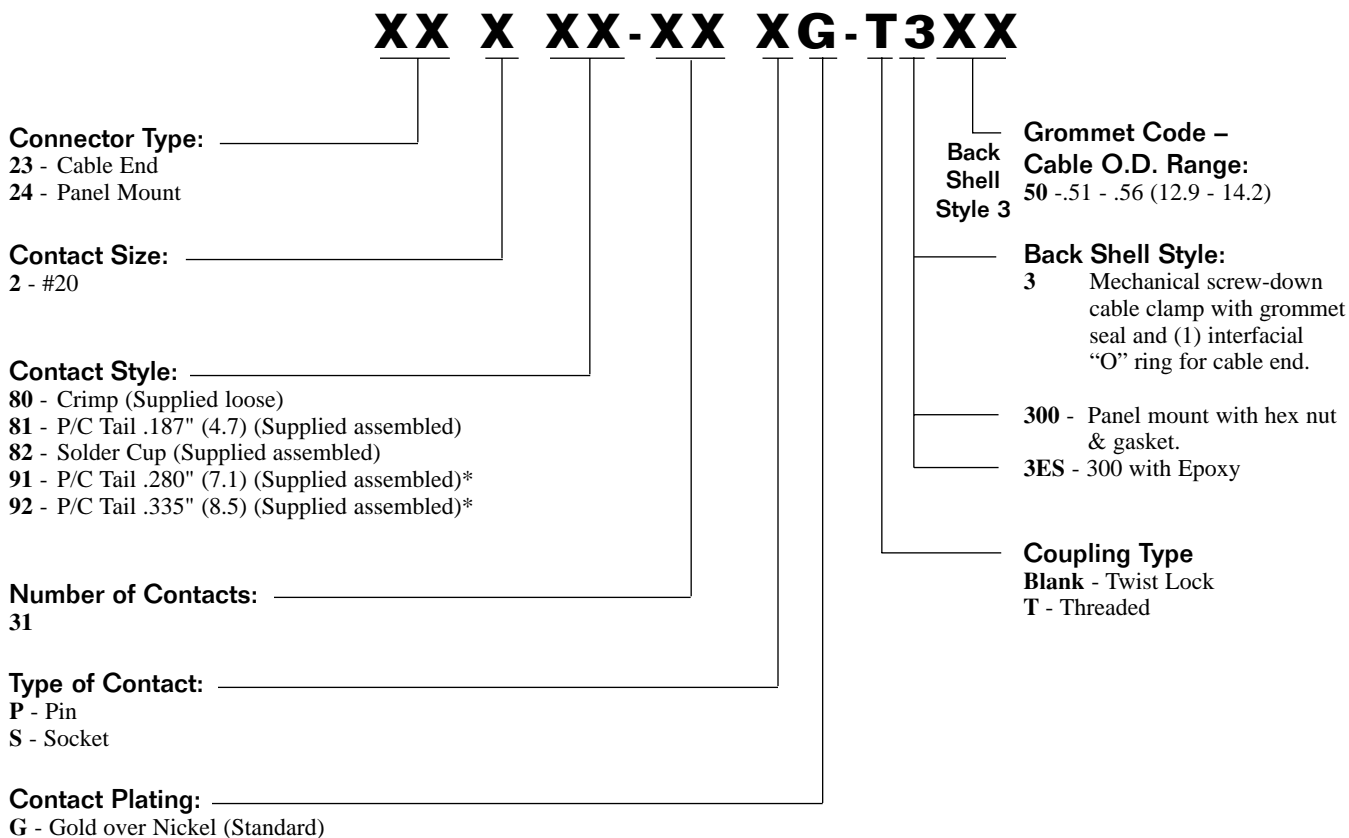 XX X XX-XX XG-T3XX
Connector Type:
23 - Cable End
24 - Panel Mount
Contact Size:
2 - #20
Contact Style:
80 - Crimp (Supplied loose)
81 - P/C Tail .187" (4.7) (Supplied assembled)
82 - Solder Cup (Supplied assembled)
91 - P/C Tail .280" (7.1) (Supplied assembled)*
92 - P/C Tail .335" (8.5) (Supplied assembled)*
Number of Contacts:
31
Type of Contact:
P - Pin
S - Socket
Contact Plating:
G - Gold over Nickel (Standard)
Back
Shell
Style 3
Grommet Code –
Cable O.D. Range:
50 -.51 - .56 (12.9 - 14.2)
Back Shell Style:
3 Mechanical screw-down
cable clamp with grommet
seal and (1) interfacial
“O” ring for cable end.
300 - Panel mount with hex nut
& gasket.
3ES - 300 with Epoxy
Coupling Type
Blank - Twist Lock
T - Threaded